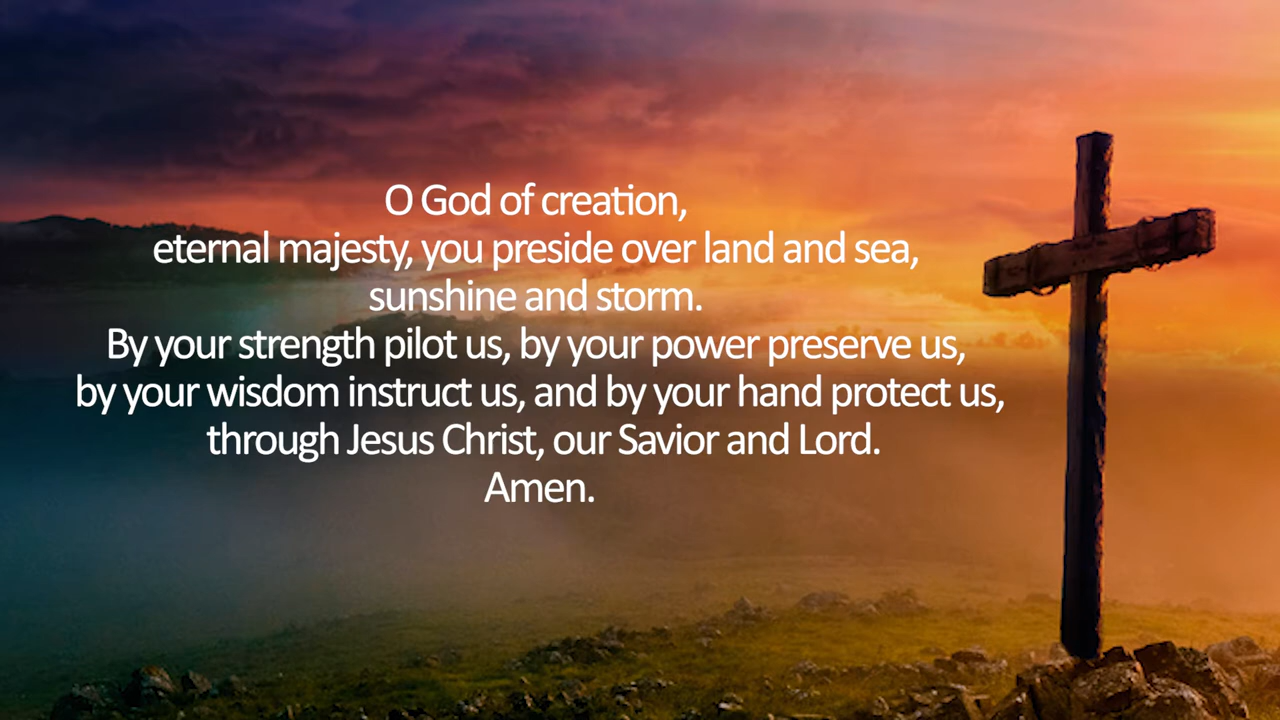 O God of creation,
eternal majesty, you preside over land and sea,
sunshine and storm.
By your strength pilot us, by your power preserve us,
by your wisdom instruct us, and by your hand protect us,
through Jesus Christ, our Savior and Lord.
Amen.